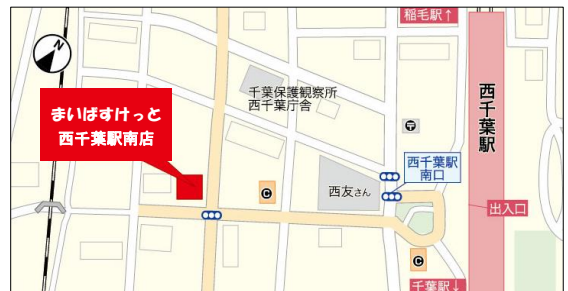 稲毛駅↑
N
千葉保護観察所
西千葉庁舎
まいばすけっと
西千葉駅南店
〒
西千葉駅
西千葉駅
南口
西友さん
C
出入口
C
千葉駅↓